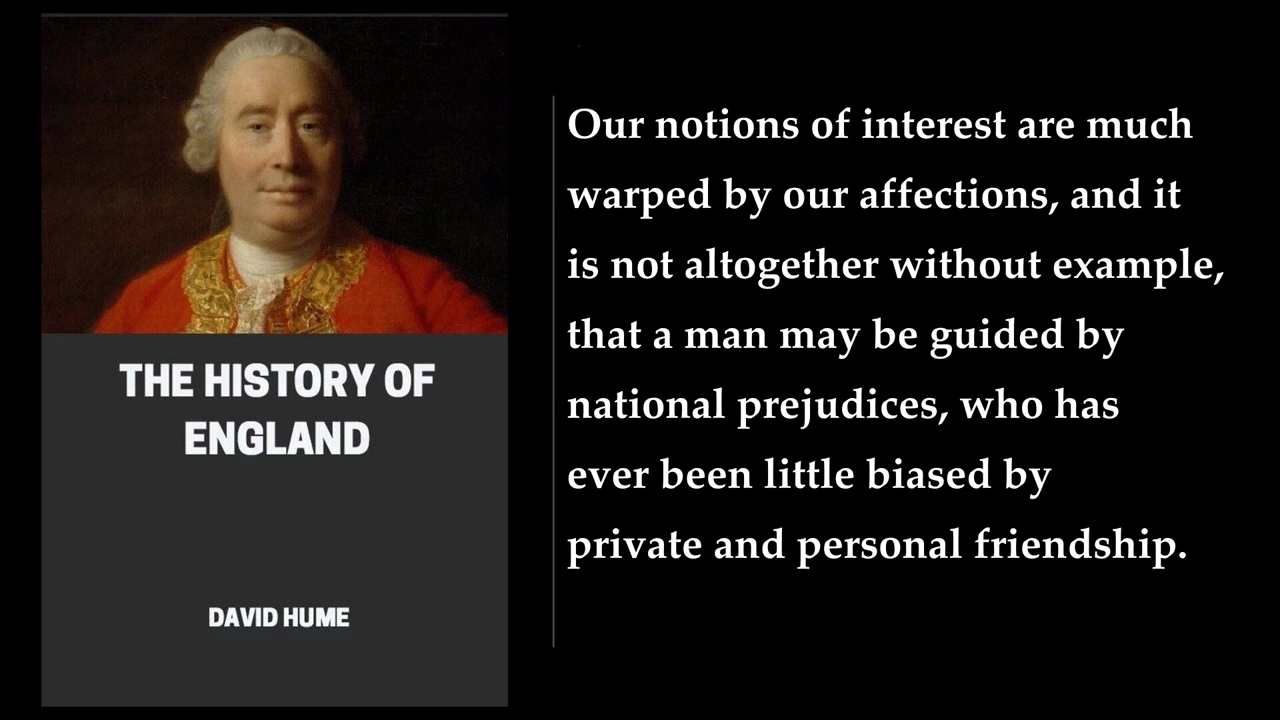 THE HISTORY OF
ENGLAND
DAVID HUME
Our notions of interest are much
warped by our affections, and it
is not altogether without example,
that a man may be guided by
national prejudices, who has
ever been little biased by
private and personal friendship.